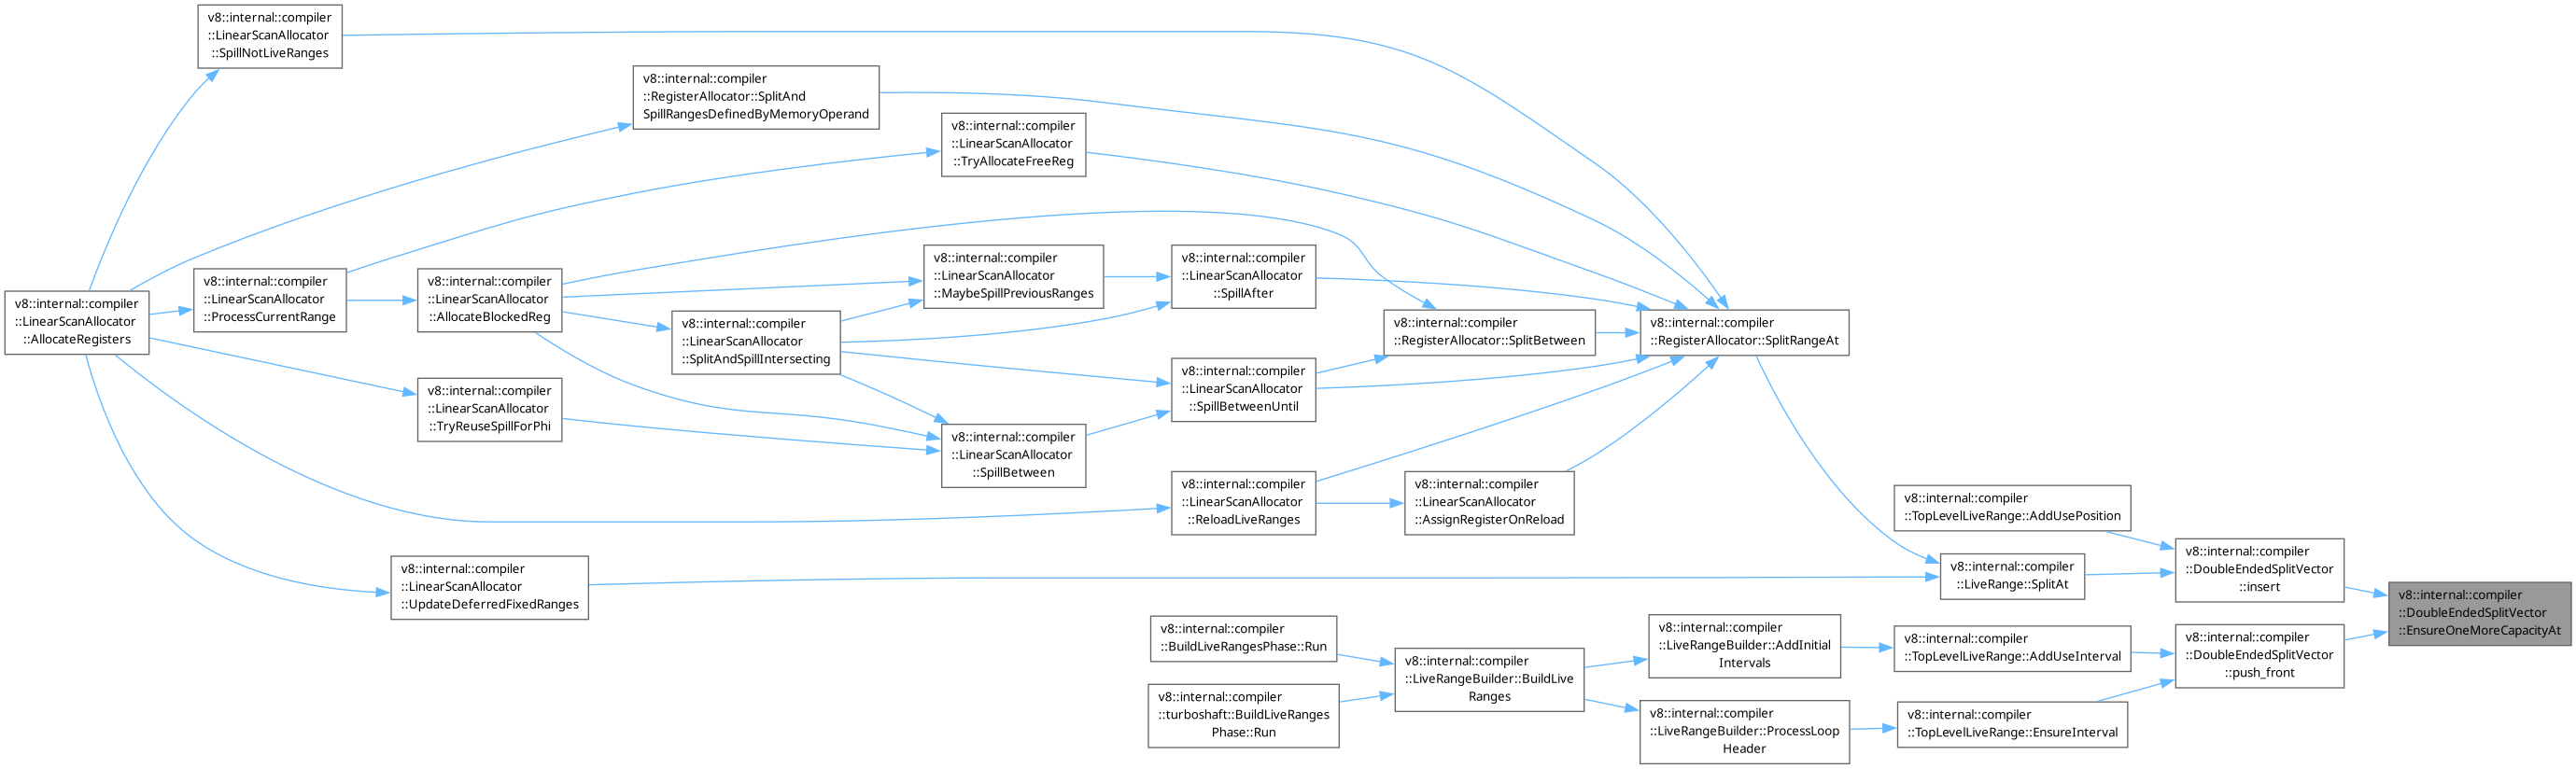 v8::internal::compiler
::LinearScanAllocator
::SpillNotLiveRanges
v8::internal::compiler
::RegisterAllocator::SplitAnd
SpillRangesDefinedByMemoryOperand
v8::internal::compiler
::LinearScanAllocator
::TryAllocateFreeReg
v8::internal::compiler
::LinearScanAllocator
::AllocateRegisters
v8::internal::compiler
::LinearScanAllocator
::ProcessCurrentRange
v8::internal::compiler
::LinearScanAllocator
::AllocateBlockedReg
v8::internal::compiler
::LinearScanAllocator
::SplitAndSpillIntersecting
v8::internal::compiler
::LinearScanAllocator
::MaybeSpillPreviousRanges
v8::internal::compiler
::LinearScanAllocator
::SpillAfter
v8::internal::compiler
::RegisterAllocator::SplitBetween
v8::internal::compiler
::RegisterAllocator::SplitRangeAt
v8::internal::compiler
::LinearScanAllocator
::TryReuseSpillForPhi
v8::internal::compiler
::LinearScanAllocator
::SpillBetween
v8::internal::compiler
::LinearScanAllocator
::SpillBetweenUntil
v8::internal::compiler
::LinearScanAllocator
::ReloadLiveRanges
v8::internal::compiler
::LinearScanAllocator
::AssignRegisterOnReload
v8::internal::compiler
::TopLevelLiveRange::AddUsePosition
v8::internal::compiler
::LinearScanAllocator
::UpdateDeferredFixedRanges
v8::internal::compiler
::LiveRange::SplitAt
v8::internal::compiler
::DoubleEndedSplitVector
::insert
v8::internal::compiler
::DoubleEndedSplitVector
::EnsureOneMoreCapacityAt
v8::internal::compiler
::BuildLiveRangesPhase::Run
v8::internal::compiler
::turboshaft::BuildLiveRanges
Phase::Run
v8::internal::compiler
::LiveRangeBuilder::BuildLive
Ranges
v8::internal::compiler
::LiveRangeBuilder::AddInitial
Intervals
v8::internal::compiler
::TopLevelLiveRange::AddUseInterval
v8::internal::compiler
::DoubleEndedSplitVector
::push_front
v8::internal::compiler
::LiveRangeBuilder::ProcessLoop
Header
v8::internal::compiler
::TopLevelLiveRange::EnsureInterval